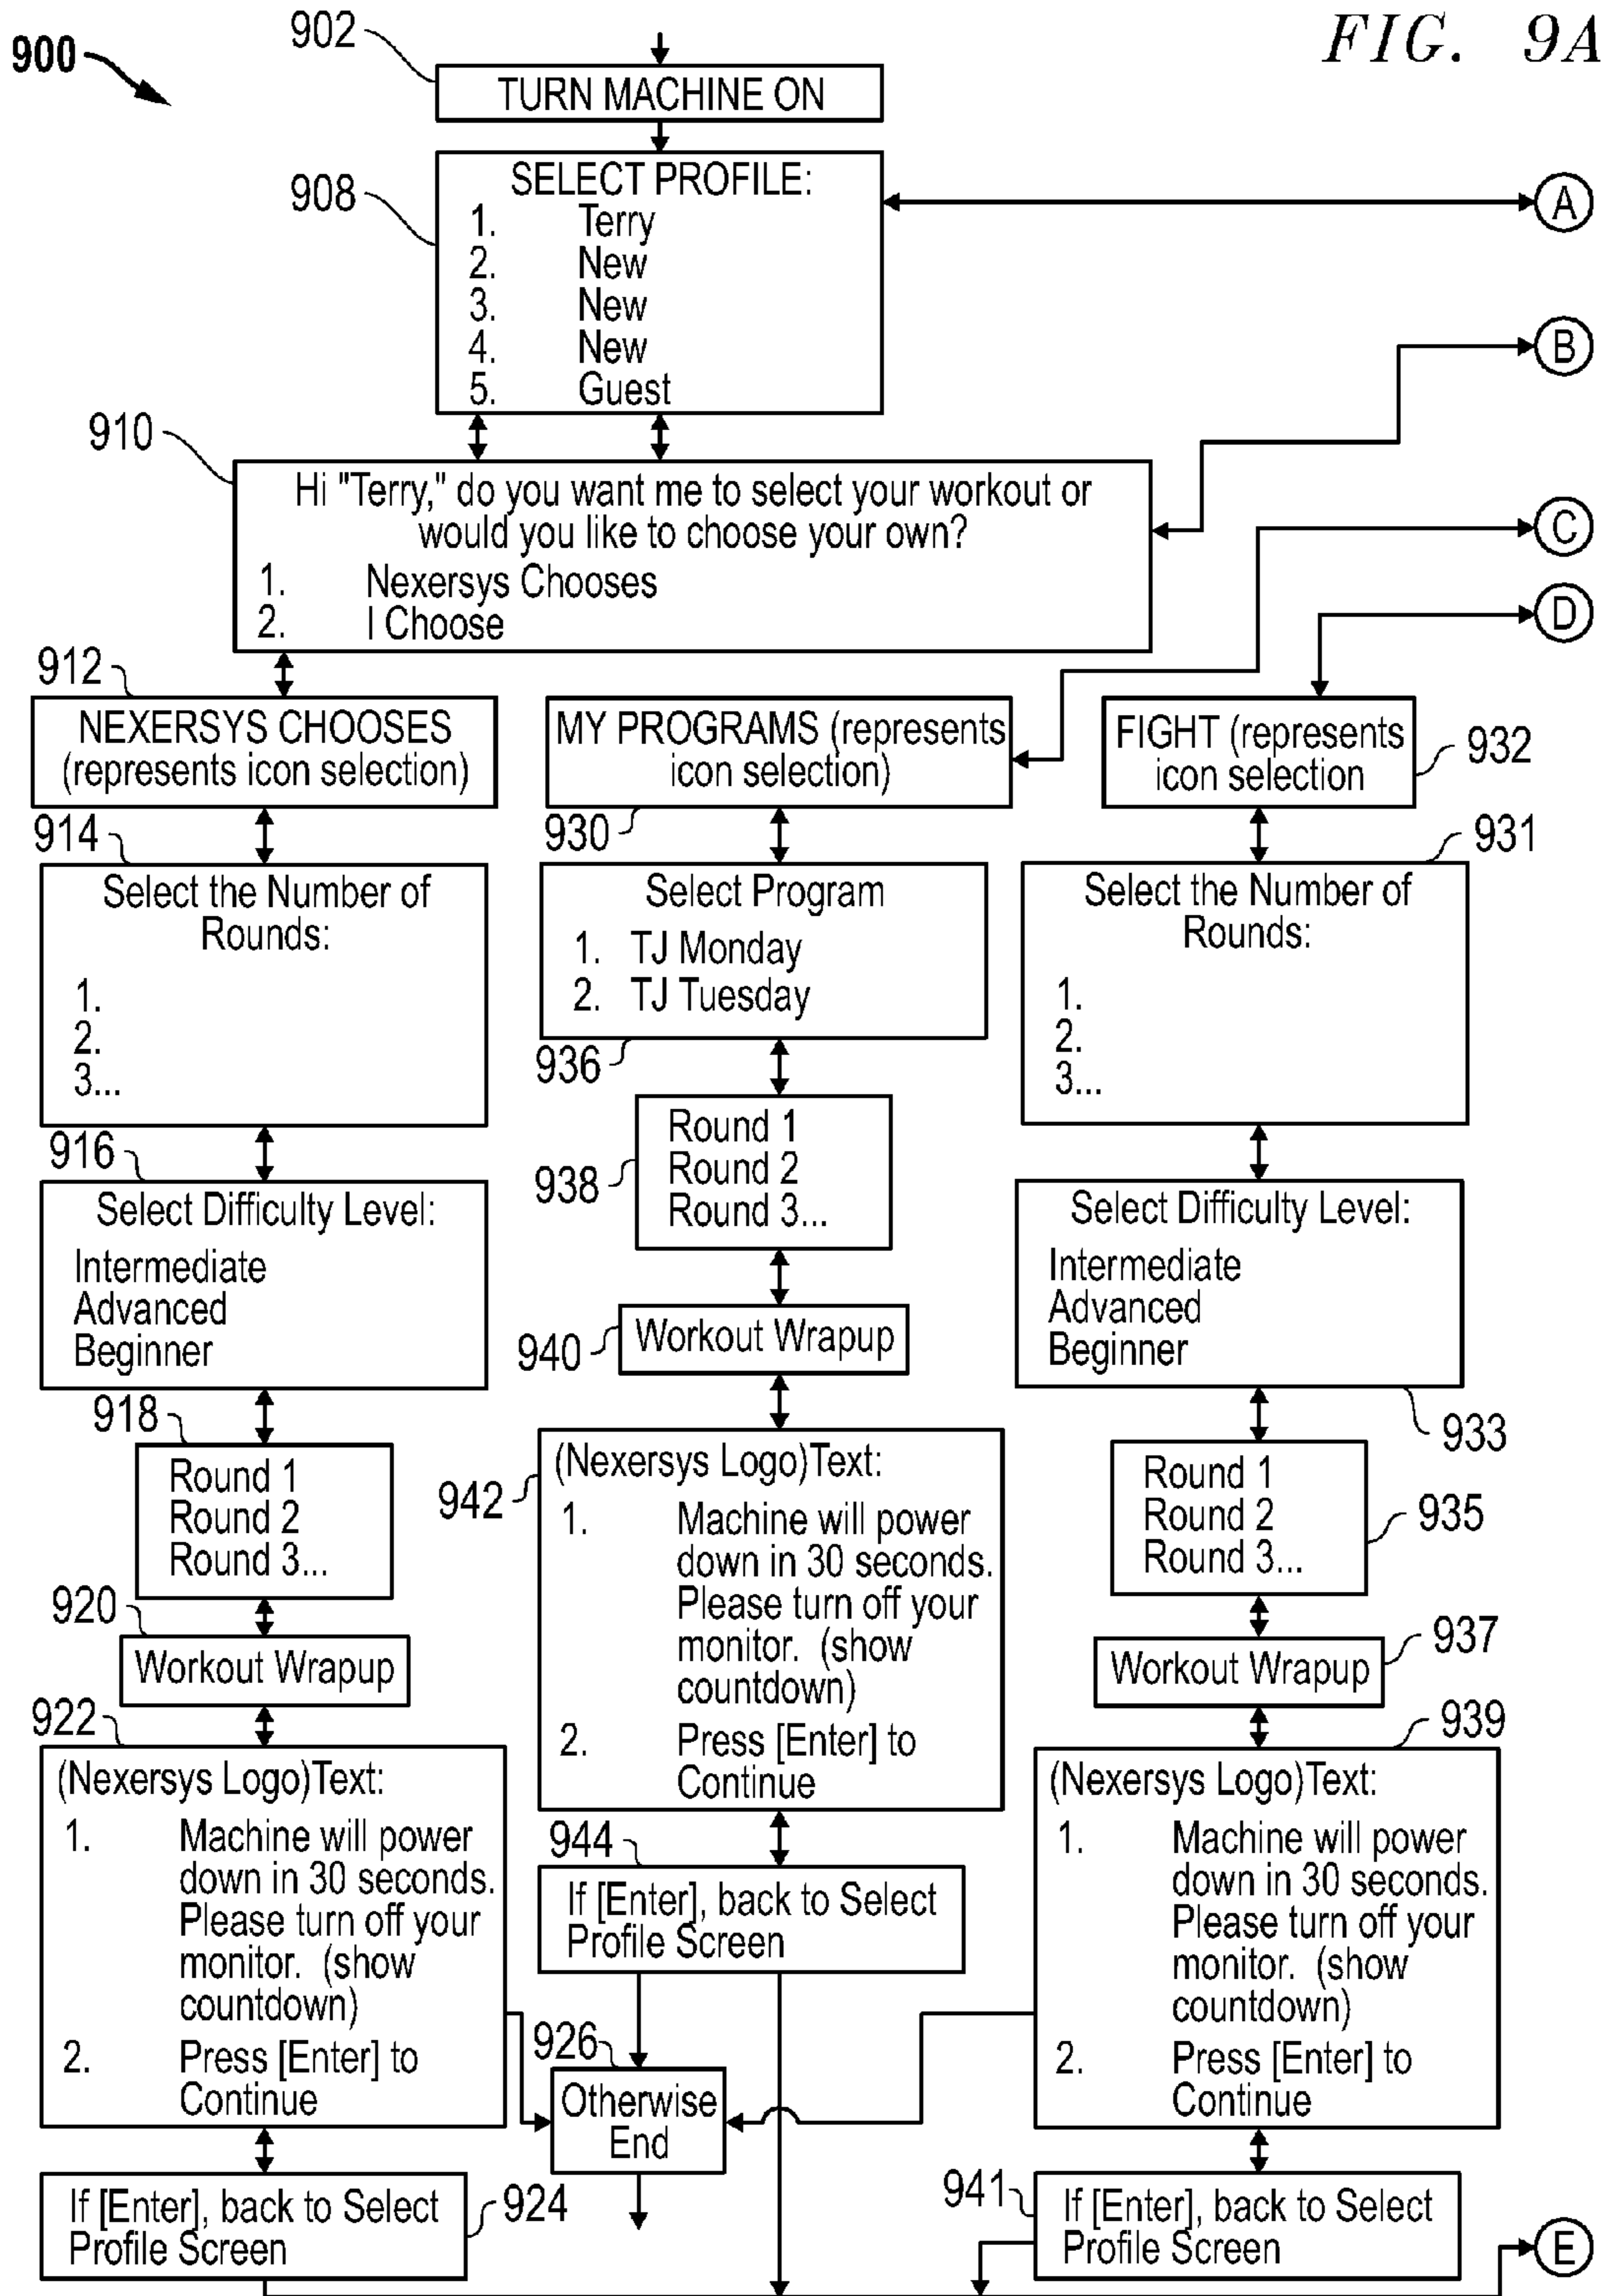 FIG. 9A
900
902
TURN MACHINE ON
908
SELECT PROFILE:
1. Terry
2. New
3. New
4. New
5. Guest
A
B
910
Hi "Terry," do you want me to select your workout or
would you like to choose your own?
1. Nexersys Chooses
2. I Choose
C
D
912
NEXERSYS CHOOSES
(represents icon selection)
914
Select the Number of
Rounds:
1.
2.
3...
916
Select Difficulty Level:
Intermediate
Advanced
Beginner
918
Round 1
Round 2
Round 3...
920
Workout Wrapup
922
(Nexersys Logo)Text:
1. Machine will power
down in 30 seconds.
Please turn off your
monitor. (show
countdown)
2. Press [Enter] to
Continue
If [Enter], back to Select
Profile Screen
924
MY PROGRAMS (represents
icon selection)
930
Select Program
1. TJ Monday
2. TJ Tuesday
936
Round 1
Round 2
Round 3...
938
940
Workout Wrapup
942
(Nexersys Logo)Text:
1. Machine will power
down in 30 seconds.
Please turn off your
monitor. (show
countdown)
2. Press [Enter] to
Continue
944
If [Enter], back to Select
Profile Screen
926
Otherwise
End
FIGHT (represents
icon selection
932
931
Select the Number of
Rounds:
1.
2.
3...
Select Difficulty Level:
Intermediate
Advanced
Beginner
933
Round 1
Round 2
Round 3...
935
937
Workout Wrapup
939
(Nexersys Logo)Text:
1. Machine will power
down in 30 seconds.
Please turn off your
monitor. (show
countdown)
2. Press [Enter] to
Continue
941
If [Enter], back to Select
Profile Screen
E